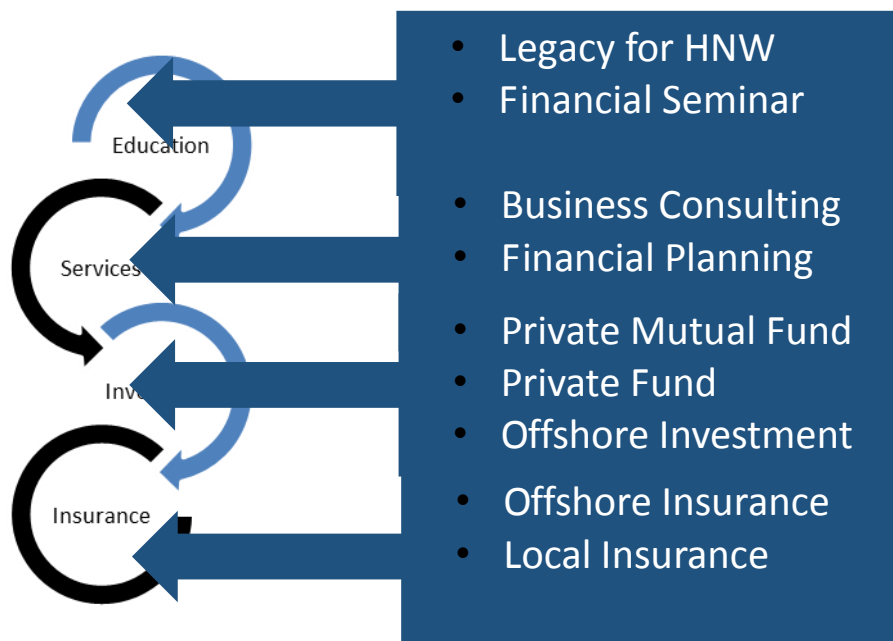 Education
Legacy for HNW
Financial Seminar
Services
Business Consulting
Financial Planning
Private Mutual Fund
Private Fund
Offshore Investment
Insurance
Offshore Insurance
Local Insurance